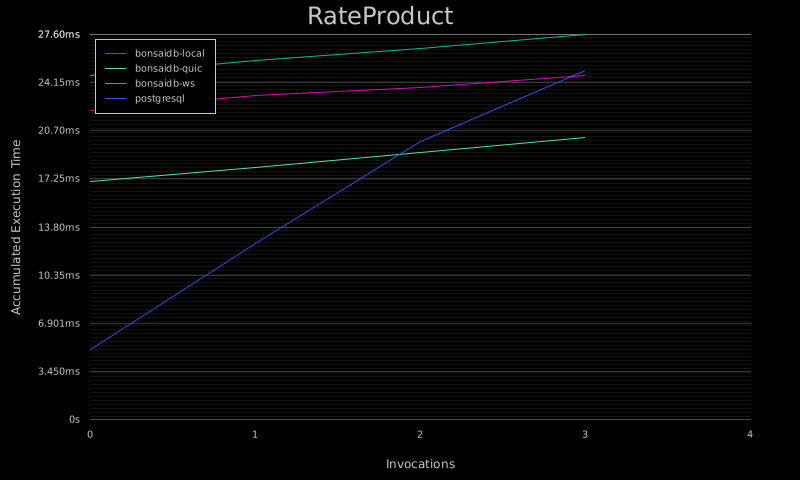 RateProduct
27.60ms
bonsaidb-local
bonsaidb-quic
bonsaidb-ws
postgresql
24.15ms
20.70ms
17.25ms
13.80ms
10.35ms
6.901ms
3.450ms
0s
Accumulated Execution Time
0 1 2 3 4
Invocations